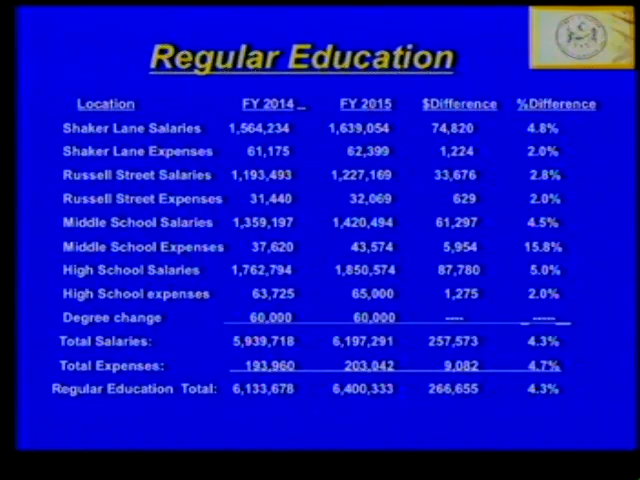 Regular Education
Location FY 2014 FY 2015 $Difference %Difference
Shaker Lane Salaries 1,564,234 1,639,054 74,820 4.8%
Shaker Lane Expenses 61,175 62,399 1,224 2.0%
Russell Street Salaries 1,193,493 1,227,169 33,676 2.8%
Russell Street Expenses 31,440 32,069 629 2.0%
Middle School Salaries 1,359,197 1,420,494 61,297 4.5%
Middle School Expenses 37,620 43,574 5,954 15.8%
High School Salaries 1,762,794 1,850,574 87,780 5.0%
High School expenses 63,725 65,000 1,275 2.0%
Degree change 60,000 60,000 ---- -----
Total Salaries: 5,939,718 6,197,291 257,573 4.3%
Total Expenses: 193,960 203,042 9,082 4.7%
Regular Education Total: 6,133,678 6,400,333 266,655 4.3%